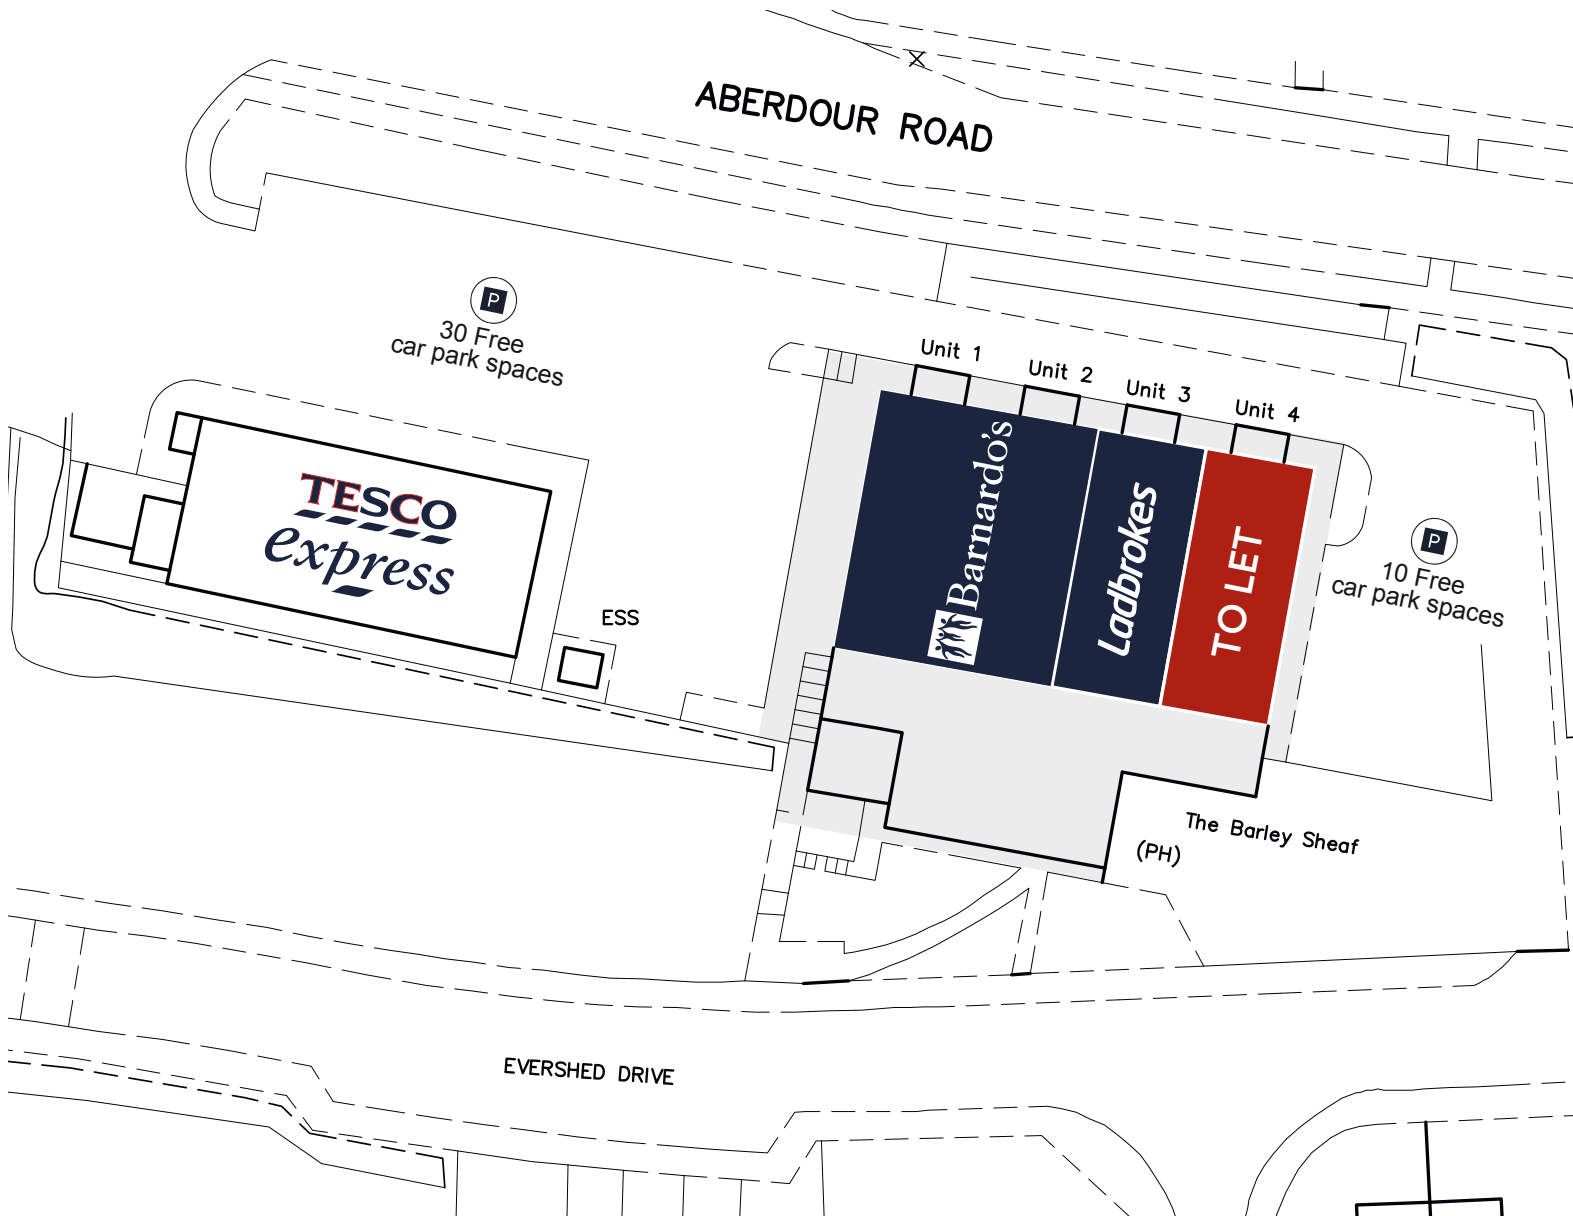 ABERDOUR ROAD
P
30 Free
car park spaces
Unit 1
Unit 2
Unit 3
Unit 4
TESCO
express
ESS
Barnardo's
Ladbrokes
TO LET
P
10 Free
car park spaces
The Barley Sheaf
(PH)
EVERSHED DRIVE